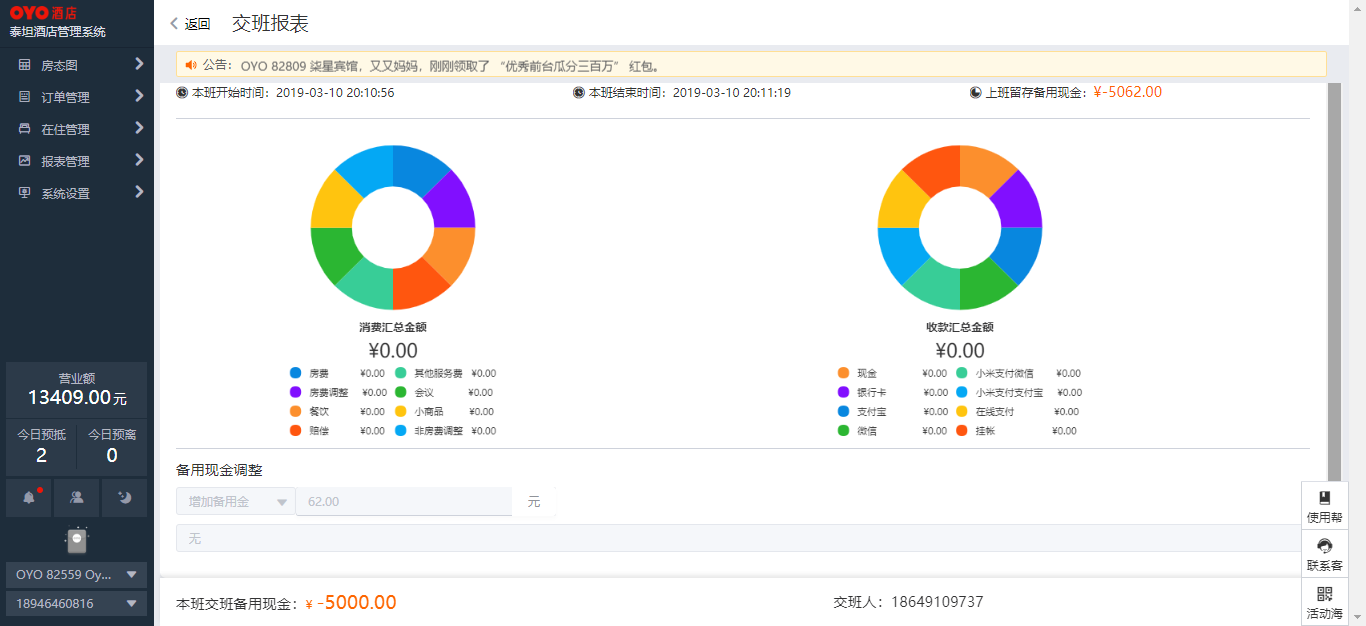 OYO 酒店
泰坦酒店管理系统
房态图
订单管理
在住管理
报表管理
系统设置
营业额
13409.00 元
今日预抵 今日预离
2 0
OYO 82559 Oy...
18946460816
返回 交班报表
公告： OYO 82809 柒星宾馆，又又妈妈，刚刚领取了 “优秀前台瓜分三百万” 红包。
本班开始时间：2019-03-10 20:10:56 本班结束时间：2019-03-10 20:11:19 上班留存备用现金：¥-5062.00
消费汇总金额
¥0.00
房费 ¥0.00 其他服务费 ¥0.00
房费调整 ¥0.00 会议 ¥0.00
餐饮 ¥0.00 小商品 ¥0.00
赔偿 ¥0.00 非房费调整 ¥0.00
收款汇总金额
¥0.00
现金 ¥0.00 小米支付微信 ¥0.00
银行卡 ¥0.00 小米支付支付宝 ¥0.00
支付宝 ¥0.00 在线支付 ¥0.00
微信 ¥0.00 挂帐 ¥0.00
备用现金调整
增加备用金 62.00 元
无
使用帮
联系客
活动海
本班交班备用现金：¥ -5000.00 交班人：18649109737